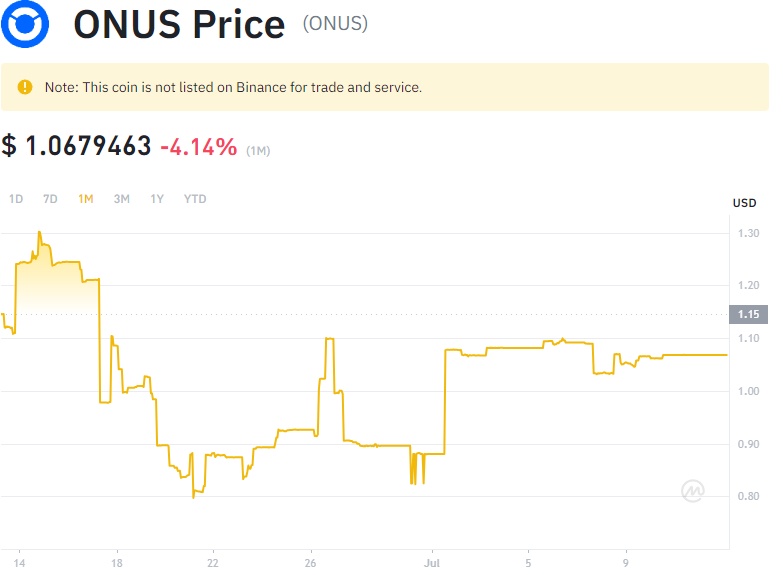 ONUS Price (ONUS)
Note: This coin is not listed on Binance for trade and service.
$ 1.0679463 -4.14% (1M)
1D 7D 1M 3M 1Y YTD
USD
1.30
1.20
1.15
1.10
1.00
0.90
0.80
14 18 22 26 Jul 5 9